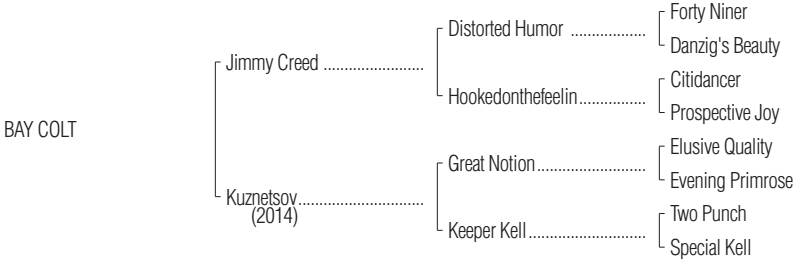 Forty Niner
Distorted Humor ..................
Danzig's Beauty
Jimmy Creed ........................
Citidancer
Hookedonthefeelin................
Prospective Joy
BAY COLT
Elusive Quality
Great Notion..........................
Evening Primrose
Kuznetsov..............................
(2014)
Two Punch
Keeper Kell............................
Special Kell